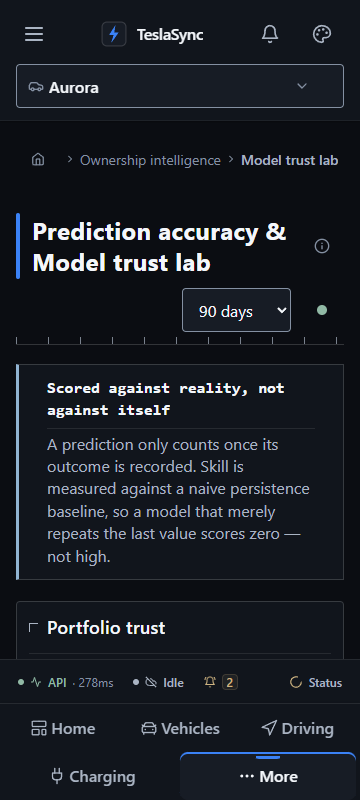 TeslaSync
Aurora
Ownership intelligence Model trust lab
Prediction accuracy &
Model trust lab
90 days
Scored against reality, not
against itself
A prediction only counts once its
outcome is recorded. Skill is
measured against a naive persistence
baseline, so a model that merely
repeats the last value scores zero —
not high.
Portfolio trust
API · 278ms Idle 2 Status
Home Vehicles Driving
Charging More